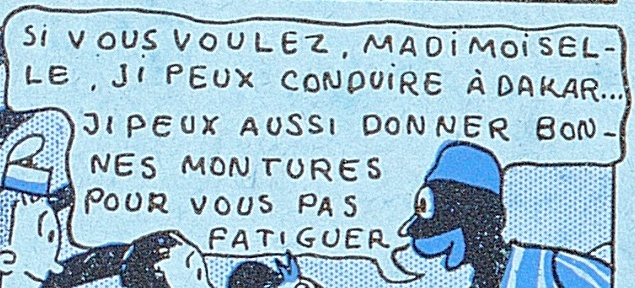 Si VOUS VOULEZ, MADiMOiSEL-
LE, Ji PEUX CONDUiRE À DAKAR...
Ji PEUX AUSSi DONNER BON-
NES MONTURES
POUR VOUS PAS
FATiGUER